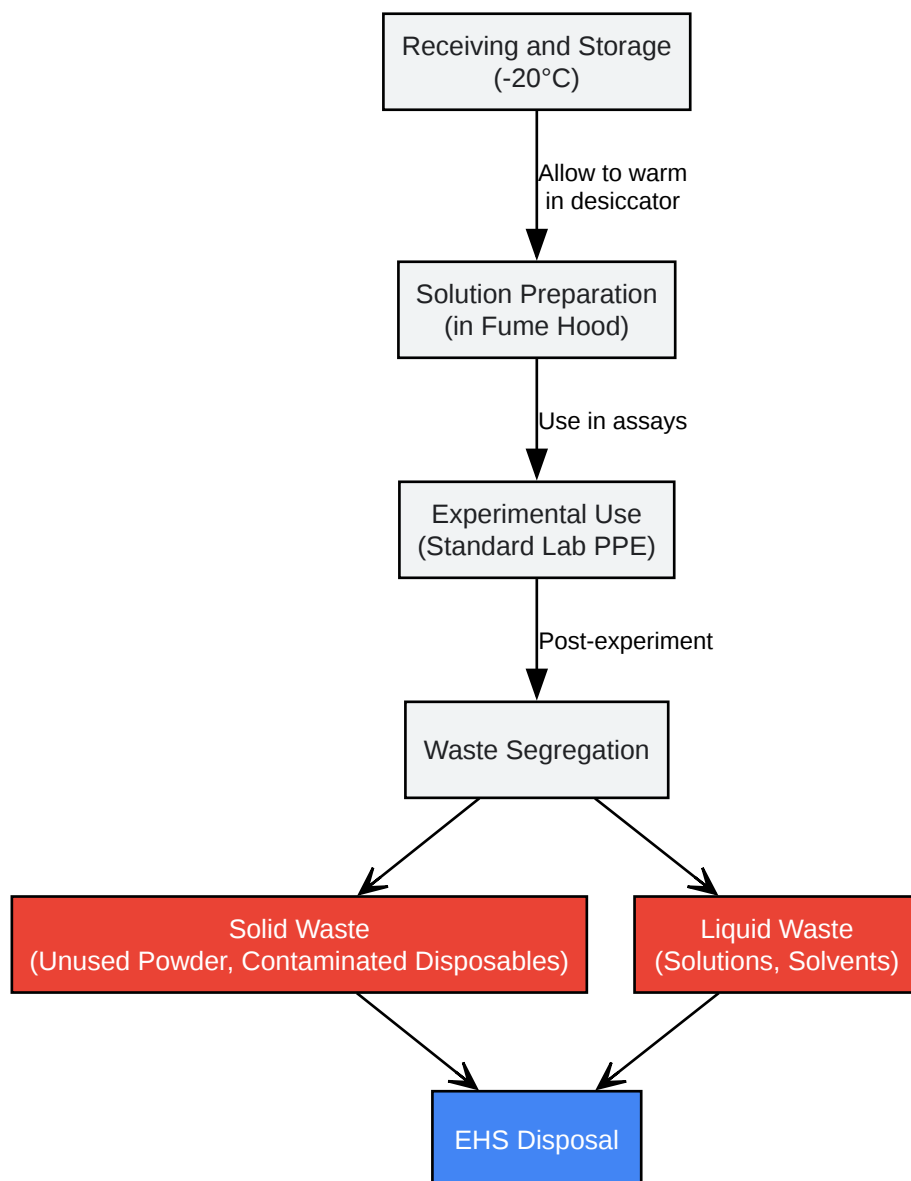 Receiving and Storage
(-20°C)
Allow to warm
in desiccator
Solution Preparation
(in Fume Hood)
Use in assays
Experimental Use
(Standard Lab PPE)
Post-experiment
Waste Segregation
Solid Waste
(Unused Powder, Contaminated Disposables)
Liquid Waste
(Solutions, Solvents)
EHS Disposal